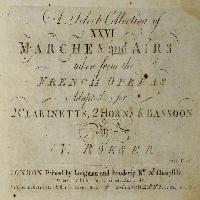 A Select Collection of
XXVI
MARCHES and AIRS
taken from the
FRENCH OPERAS
Adapted for
2 CLARINETTS, 2 HORNS & BASSOON
By
LONDON Printed by Longman and Broderip No. 26 Cheapside